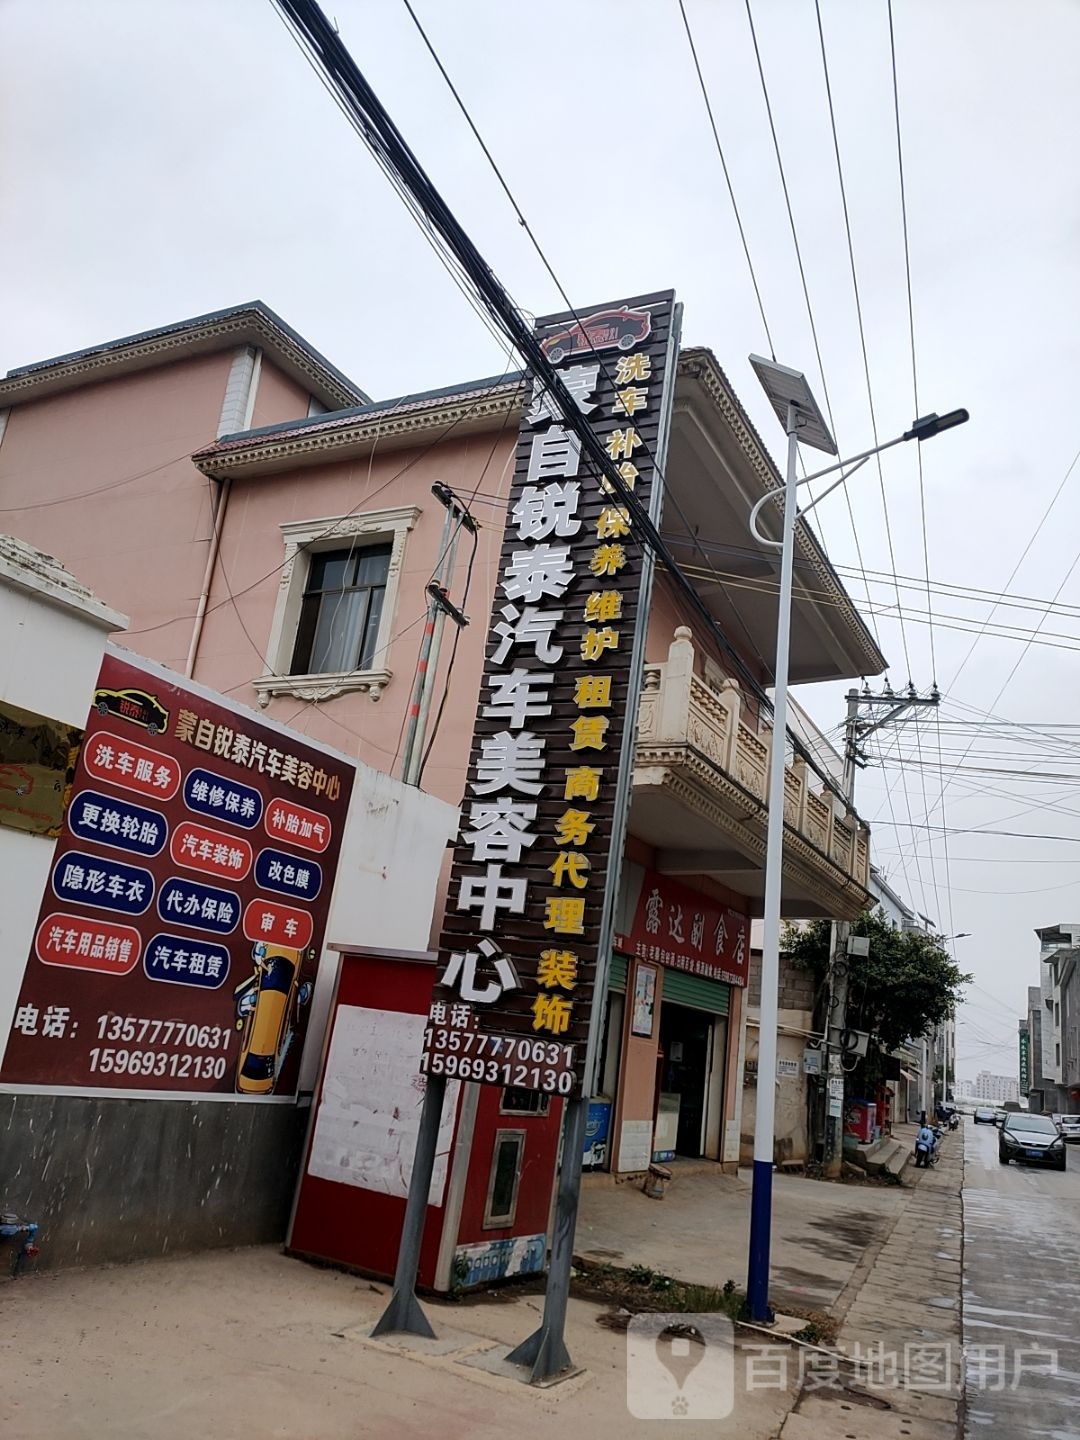 蒙自锐泰汽车美容中心
洗车 补胎 保养 维护 租赁 商务代理 装饰
电话:
13577770631
15969312130
锐泰
蒙自锐泰汽车美容中心
洗车服务
维修保养
补胎加气
更换轮胎
汽车装饰
改色膜
隐形车衣
代办保险
审车
汽车用品销售
汽车租赁
电话：13577770631
15969312130
露达副食店
百度地图用户